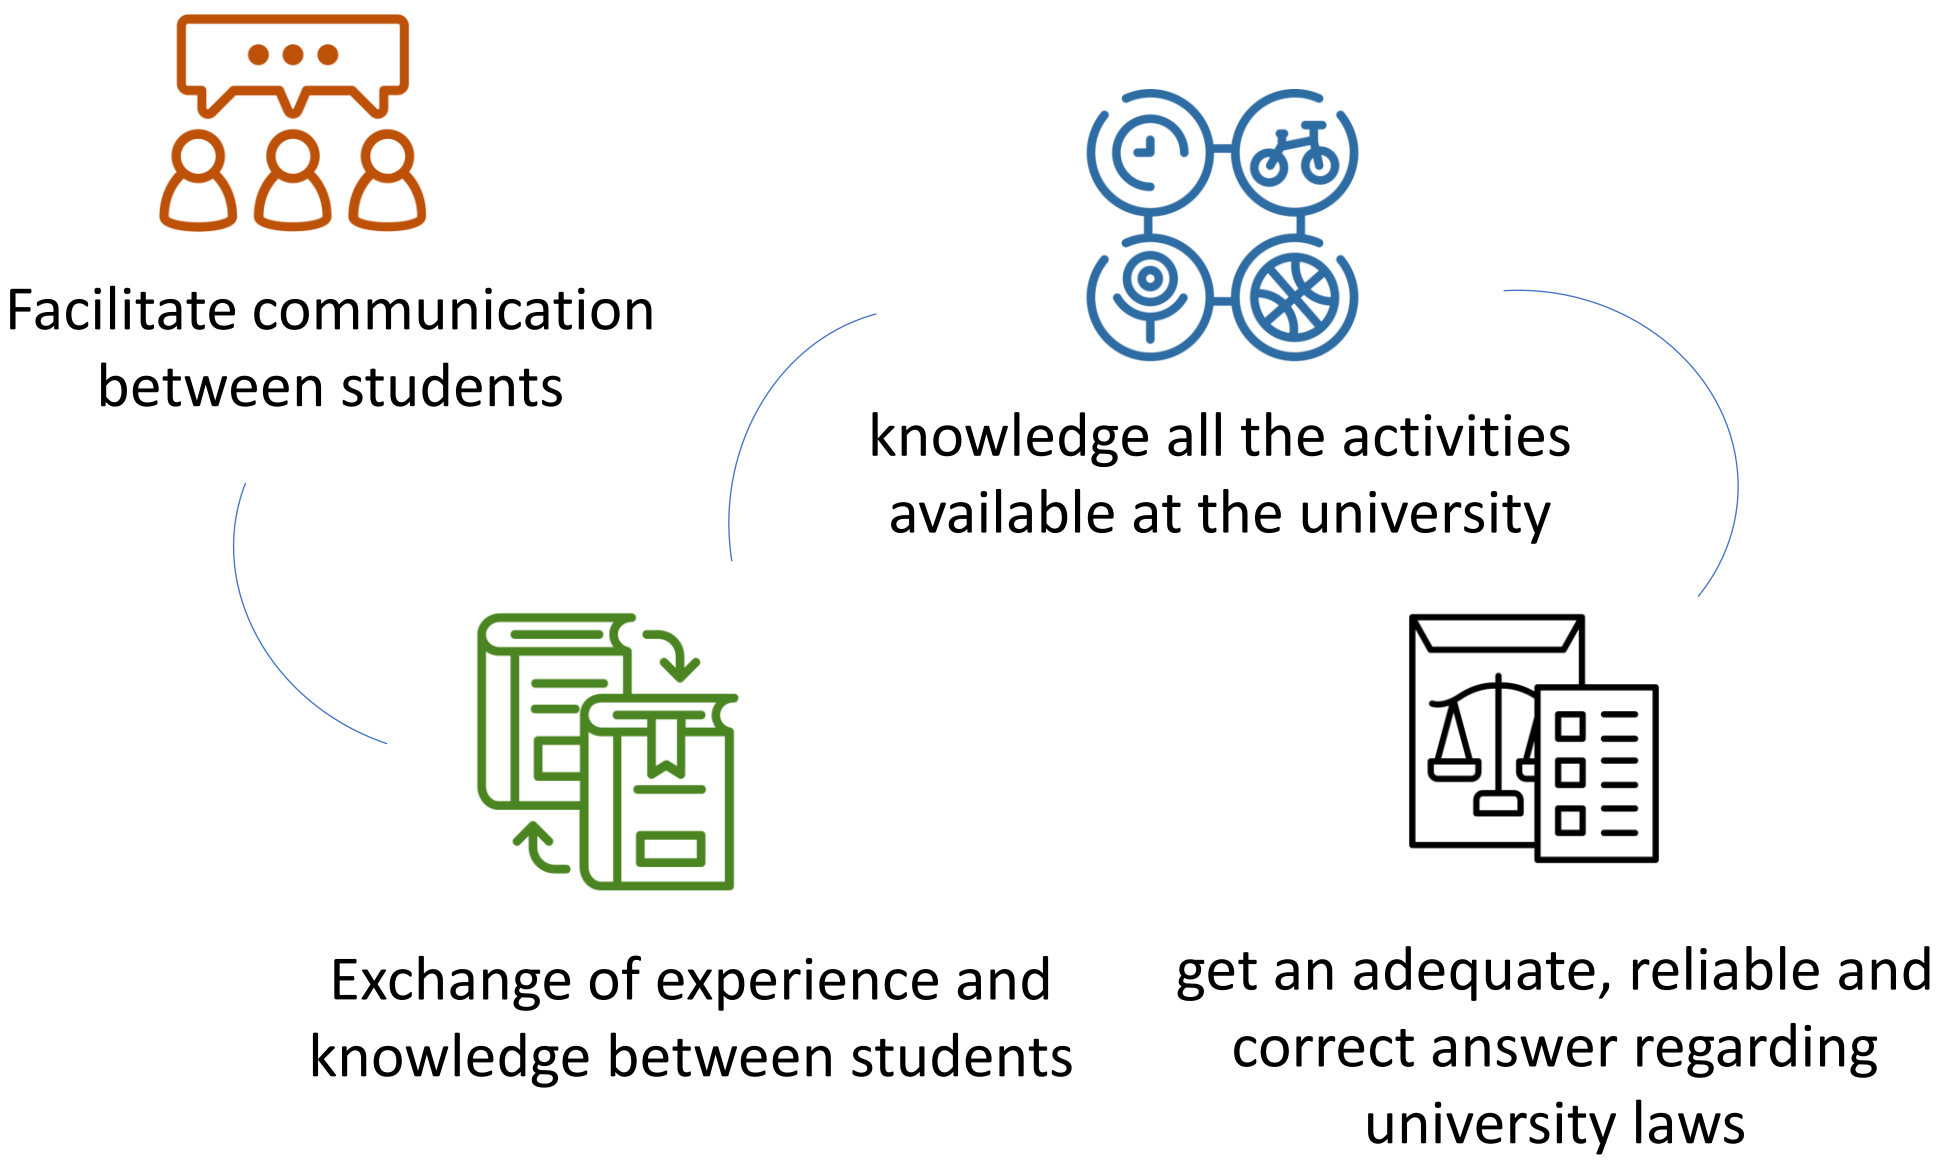 Facilitate communication
between students
knowledge all the activities
available at the university
Exchange of experience and
knowledge between students
get an adequate, reliable and
correct answer regarding
university laws